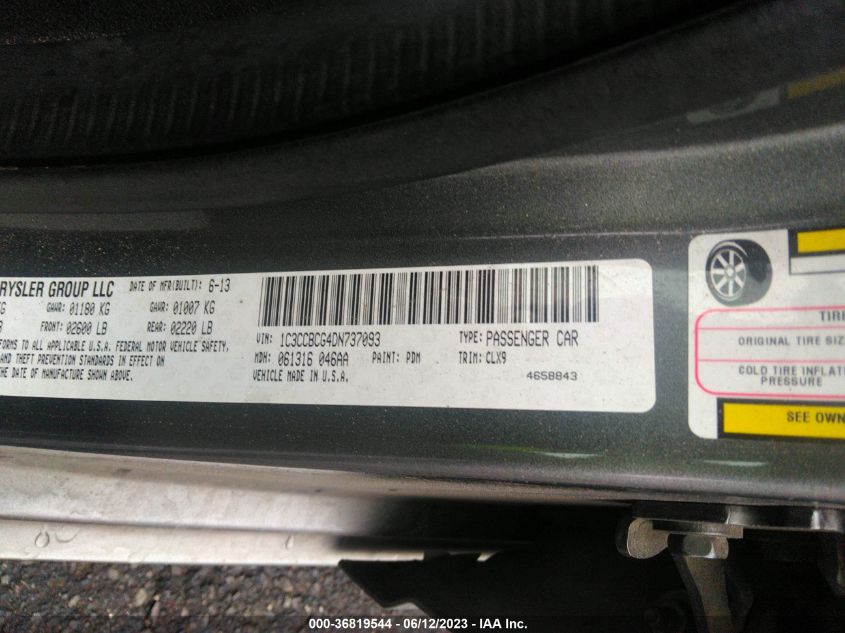 RYSLER GROUP LLC DATE OF MFR(BUILT): 6-13
KG GAWR: 01180 KG GAWR: 01007 KG
FRONT: 02600 LB REAR: 02220 LB
FORMS TO ALL APPLICABLE U.S.A. FEDERAL MOTOR VEHICLE SAFETY,
AND THEFT PREVENTION STANDARDS IN EFFECT ON
THE DATE OF MANUFACTURE SHOWN ABOVE.
VIN: 1C3CCBCG4DN737093 TYPE: PASSENGER CAR
MDH: 061316 046AA PAINT: PDM TRIM: CLX9
VEHICLE MADE IN U.S.A. 4658843
TIRE
ORIGINAL TIRE SIZ
COLD TIRE INFLAT
PRESSURE
SEE OWN
000-36819544 - 06/12/2023 - IAA Inc.